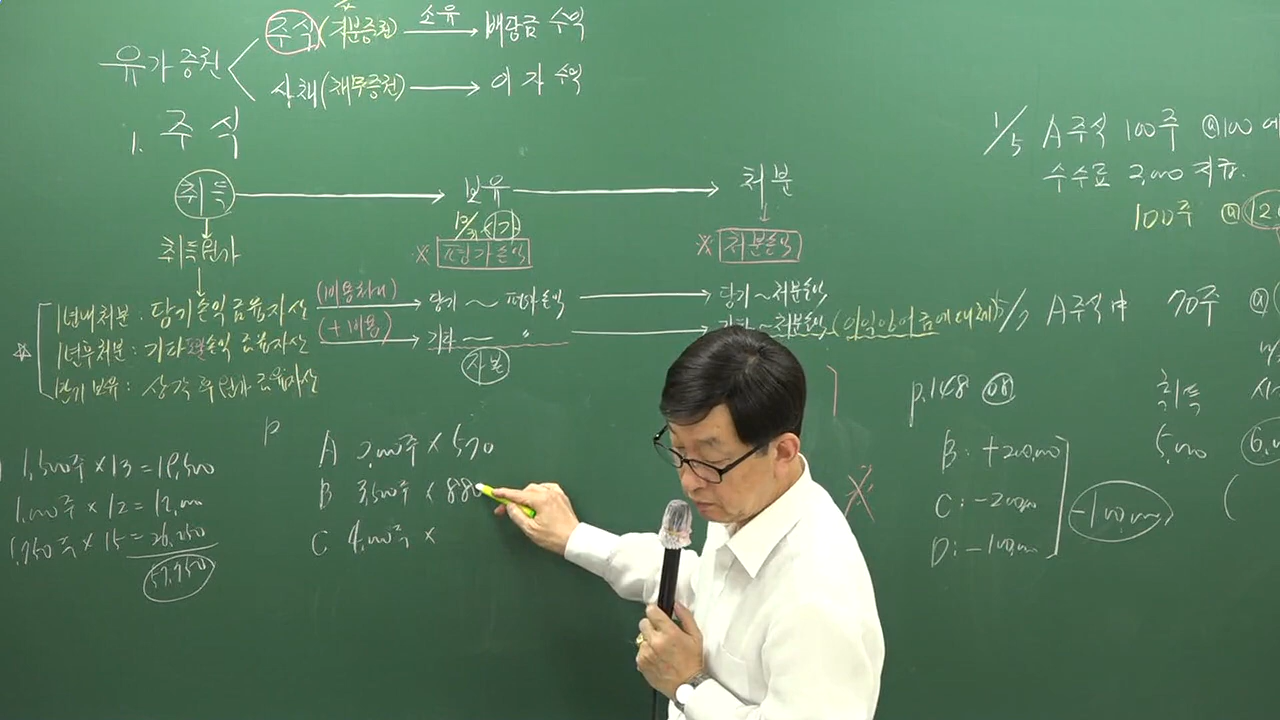 유가증권
주식(지분증권) 소유 → 배당금 수익
사채(채무증권) → 이자 수익
1. 주식
취득 → 보유 → 처분
취득원가
12/31 시가
※ 평가손익
※ 처분손익
1년내처분 : 당기손익 금융자산 (비용처리) → 당기 ~ 평가손익 → 당기~처분손익
1년후처분 : 기타포괄손익 금융자산 (+비용) → 기타 ~ 〃 → 기타~처분손익
만기 보유 : 상각 후 원가 금융자산
자본
1/5 A주식 100주 @100
수수료 2,000 지급.
100주 @12
A주식 中 70주 @
1,500주 × 13 = 19,500
1,000주 × 12 = 12,000
1,750주 × 15 = 26,250
57,750
P
A 2,000주 × 570
B 3,500주 × 880
C 4,000주 ×
p.148 08
B : +200,000
C : -200,000
D : -100,000
-100,000
취득
5,000
6,0